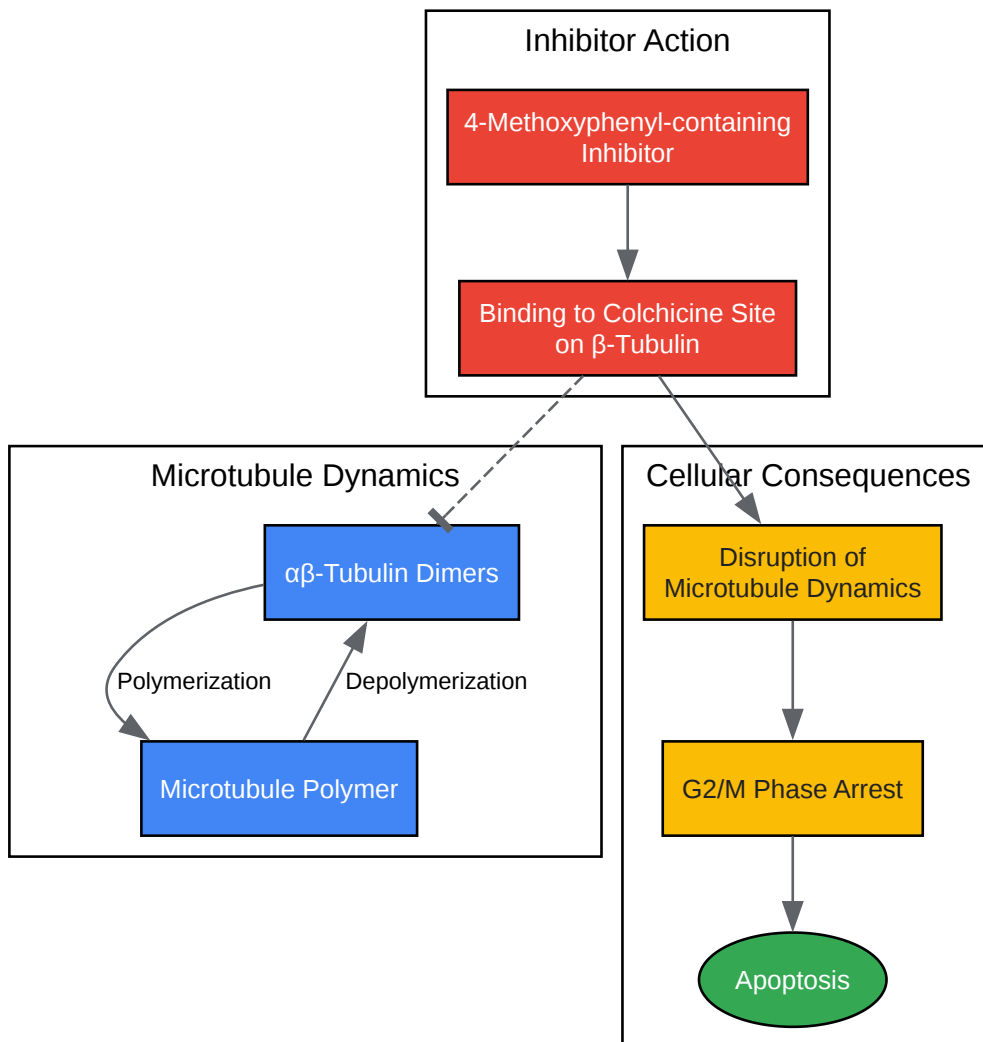 Inhibitor Action
4-Methoxyphenyl-containing
Inhibitor
Binding to Colchicine Site
on β-Tubulin
Microtubule Dynamics
αβ-Tubulin Dimers
Polymerization
Depolymerization
Microtubule Polymer
Cellular Consequences
Disruption of
Microtubule Dynamics
G2/M Phase Arrest
Apoptosis